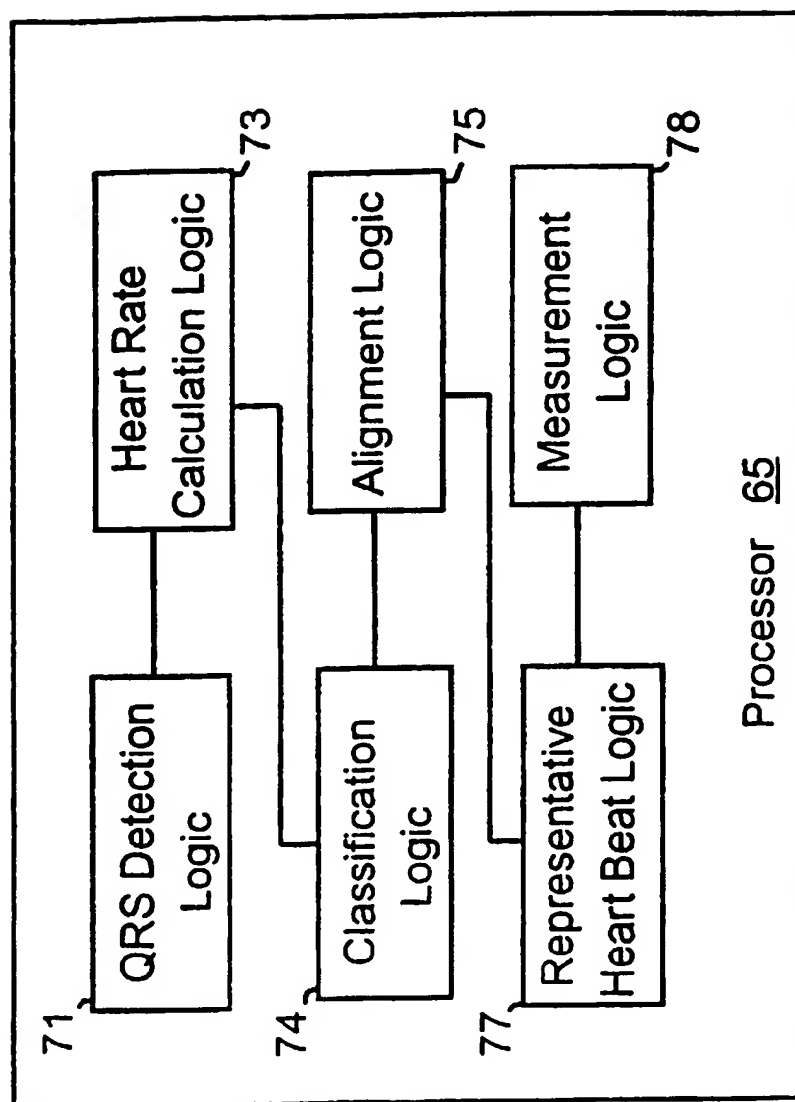 71
QRS Detection
Logic
Heart Rate
Calculation Logic
73
74
Classification
Logic
Alignment Logic
75
77
Representative
Heart Beat Logic
Measurement
Logic
78
Processor 65